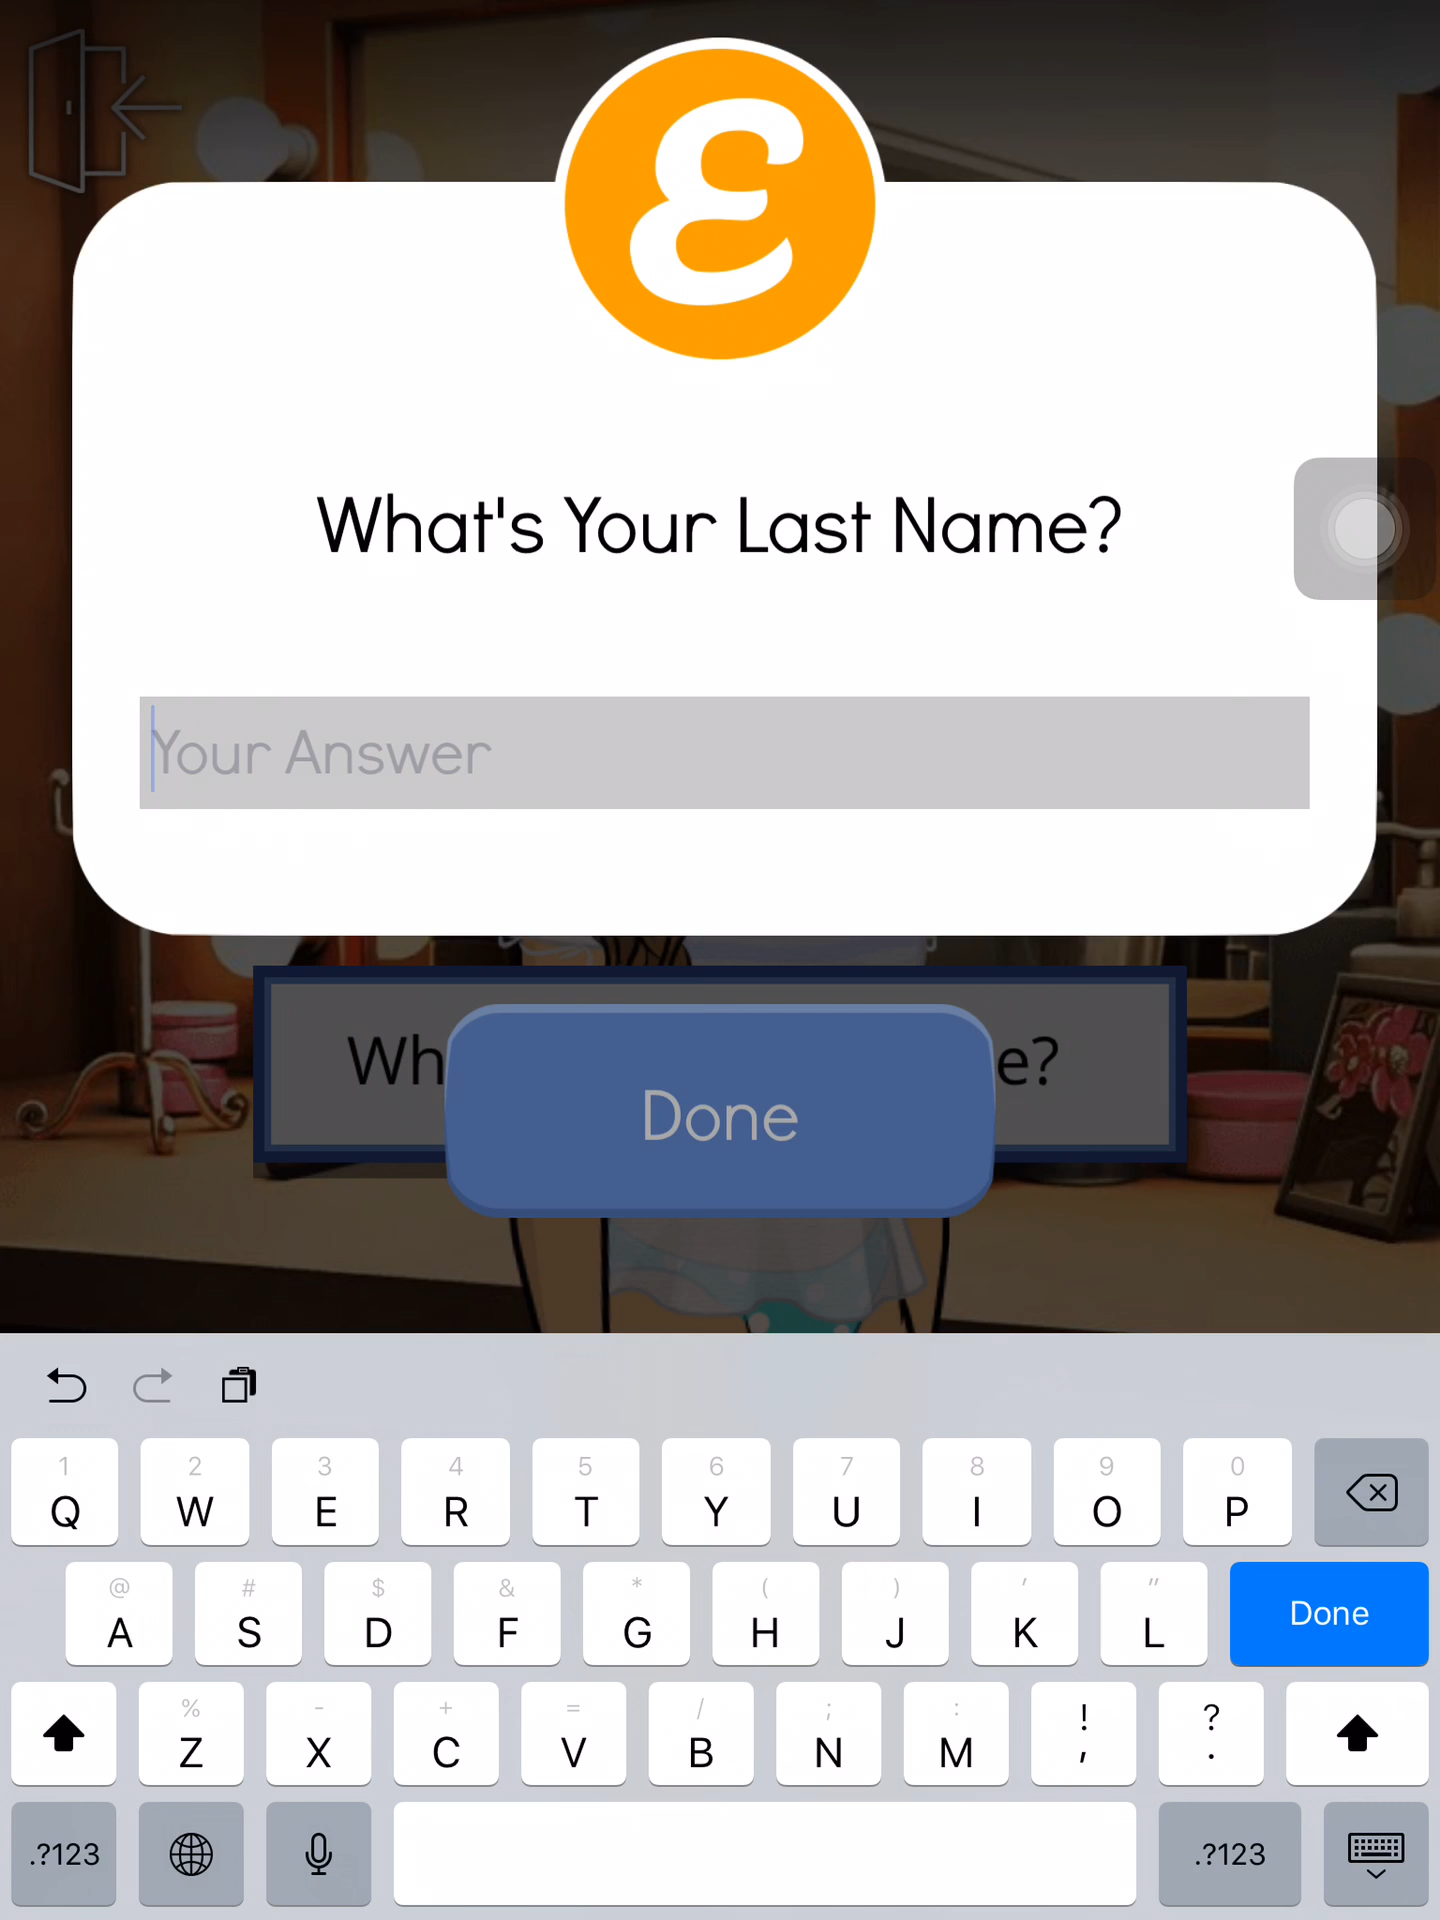 ε
What's Your Last Name?
Your Answer
Wh e?
Done
1 2 3 4 5 6 7 8 9 0
Q W E R T Y U I O P
@ # $ & * ( ) ' "
A S D F G H J K L Done
% - + = / ; : ! ?
Z X C V B N M , .
.?123 .?123